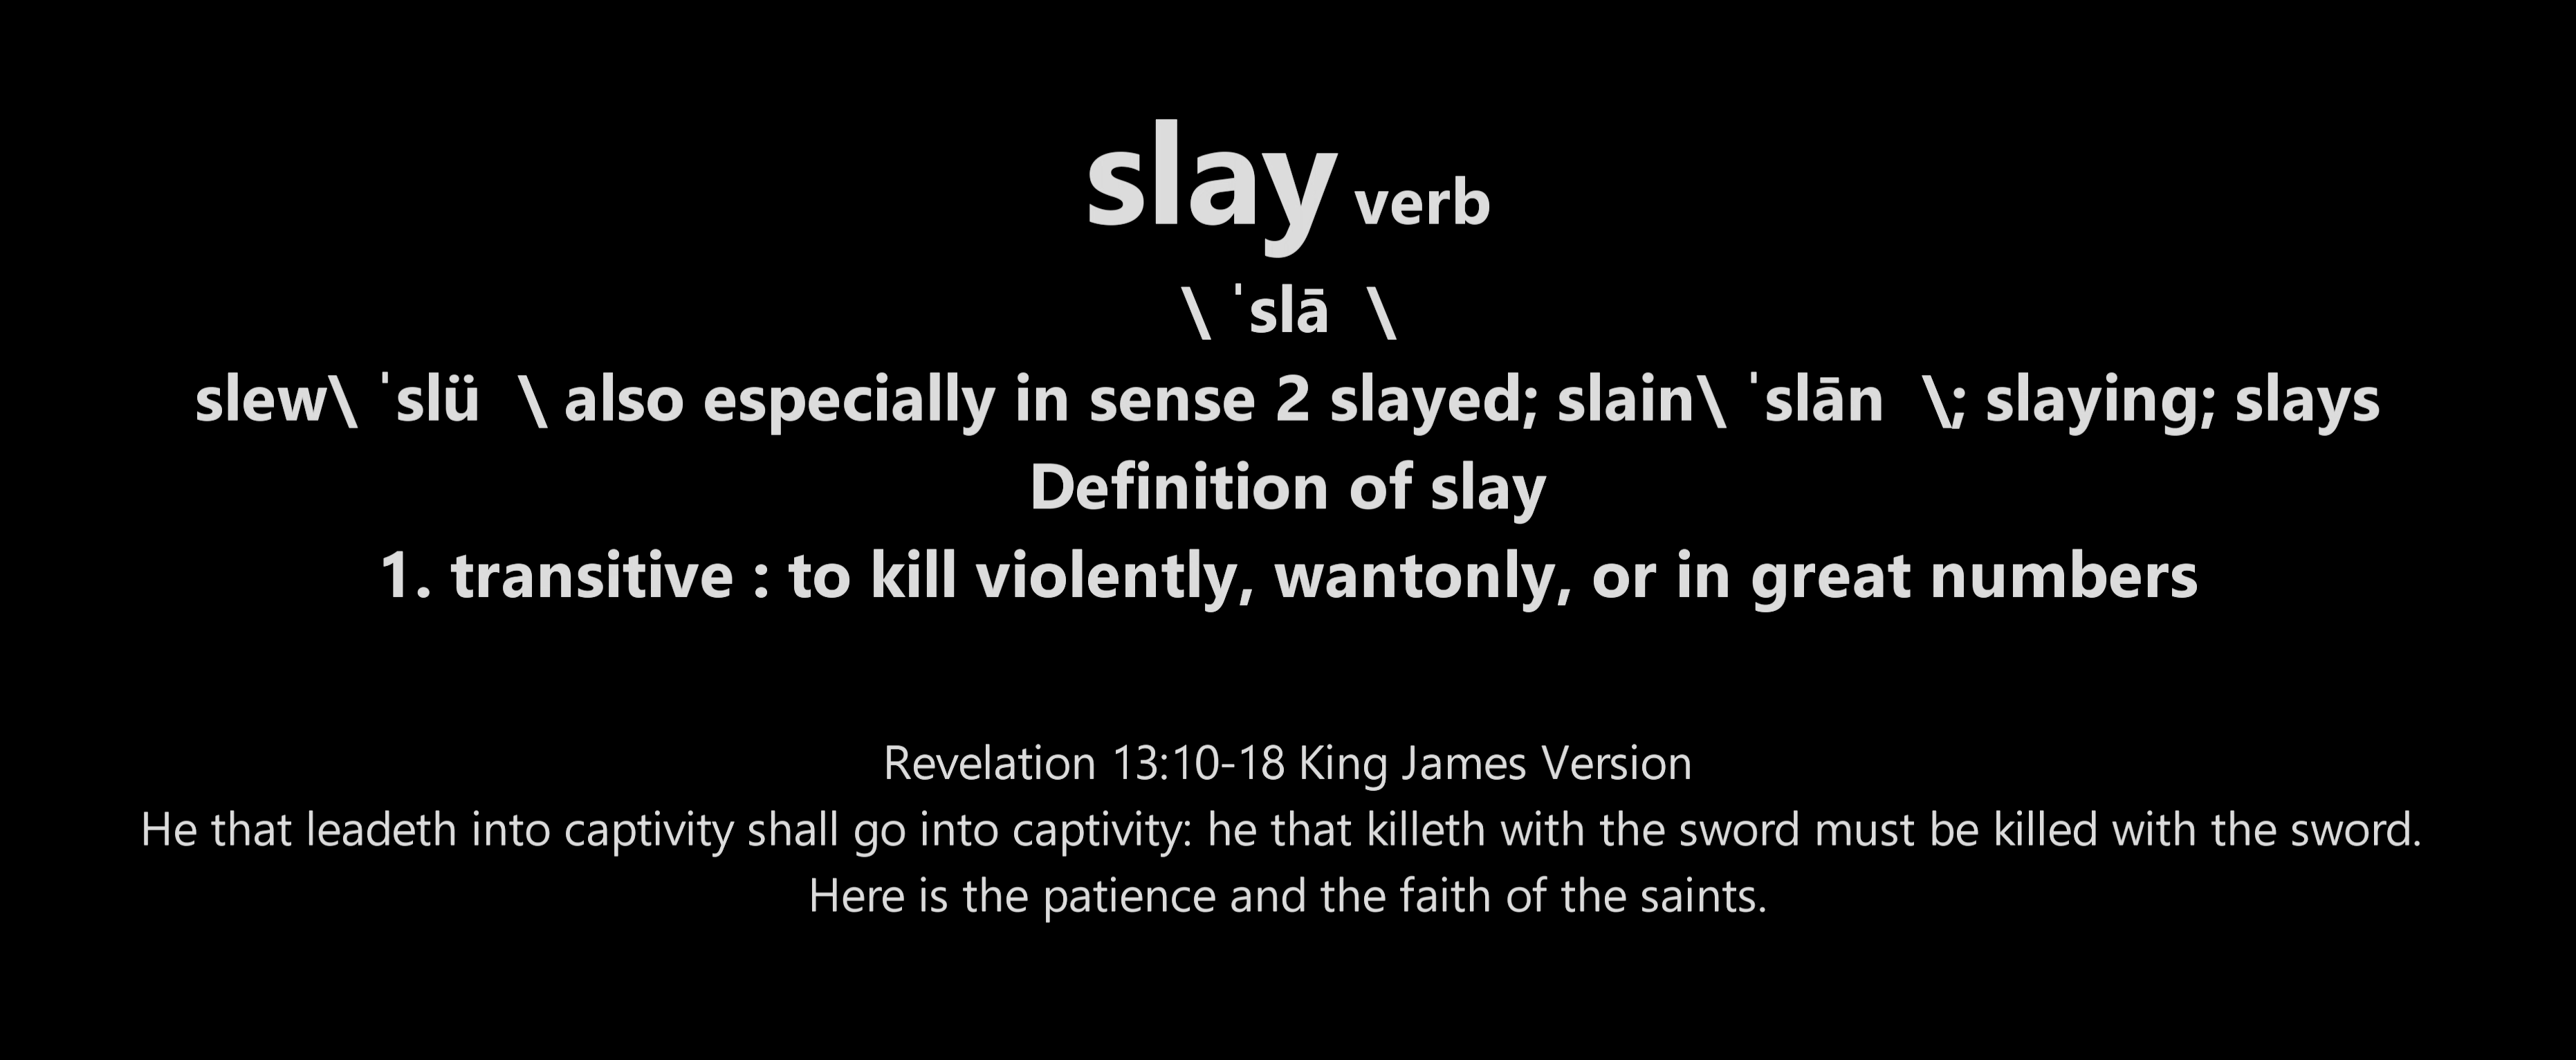 slay verb
\ ˈslā  \
slew\ ˈslü  \ also especially in sense 2 slayed; slain\ ˈslān  \; slaying; slays
Definition of slay
1. transitive : to kill violently, wantonly, or in great numbers
Revelation 13:10-18 King James Version
He that leadeth into captivity shall go into captivity: he that killeth with the sword must be killed with the sword.
Here is the patience and the faith of the saints.